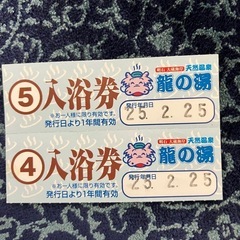 ⑤入浴券
※お一人様に限り有効です。
発行日より1年間有効
天然温泉
龍の湯
発行年月日
25. 2. 25
④入浴券
※お一人様に限り有効です。
発行日より1年間有効
天然温泉
龍の湯
発行年月日
25. 2. 25